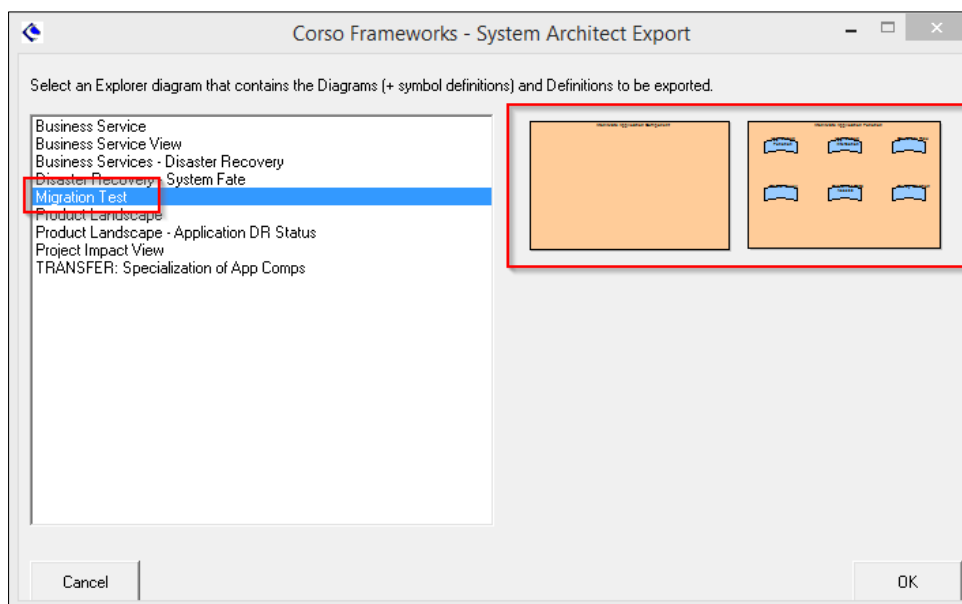 Corso Frameworks - System Architect Export
Select an Explorer diagram that contains the Diagrams (+ symbol definitions) and Definitions to be exported.
Business Service
Business Service View
Business Services - Disaster Recovery
Disaster Recovery - System Fate
Migration Test
Product Landscape
Product Landscape - Application DR Status
Project Impact View
TRANSFER: Specialization of App Comps
Cancel
OK